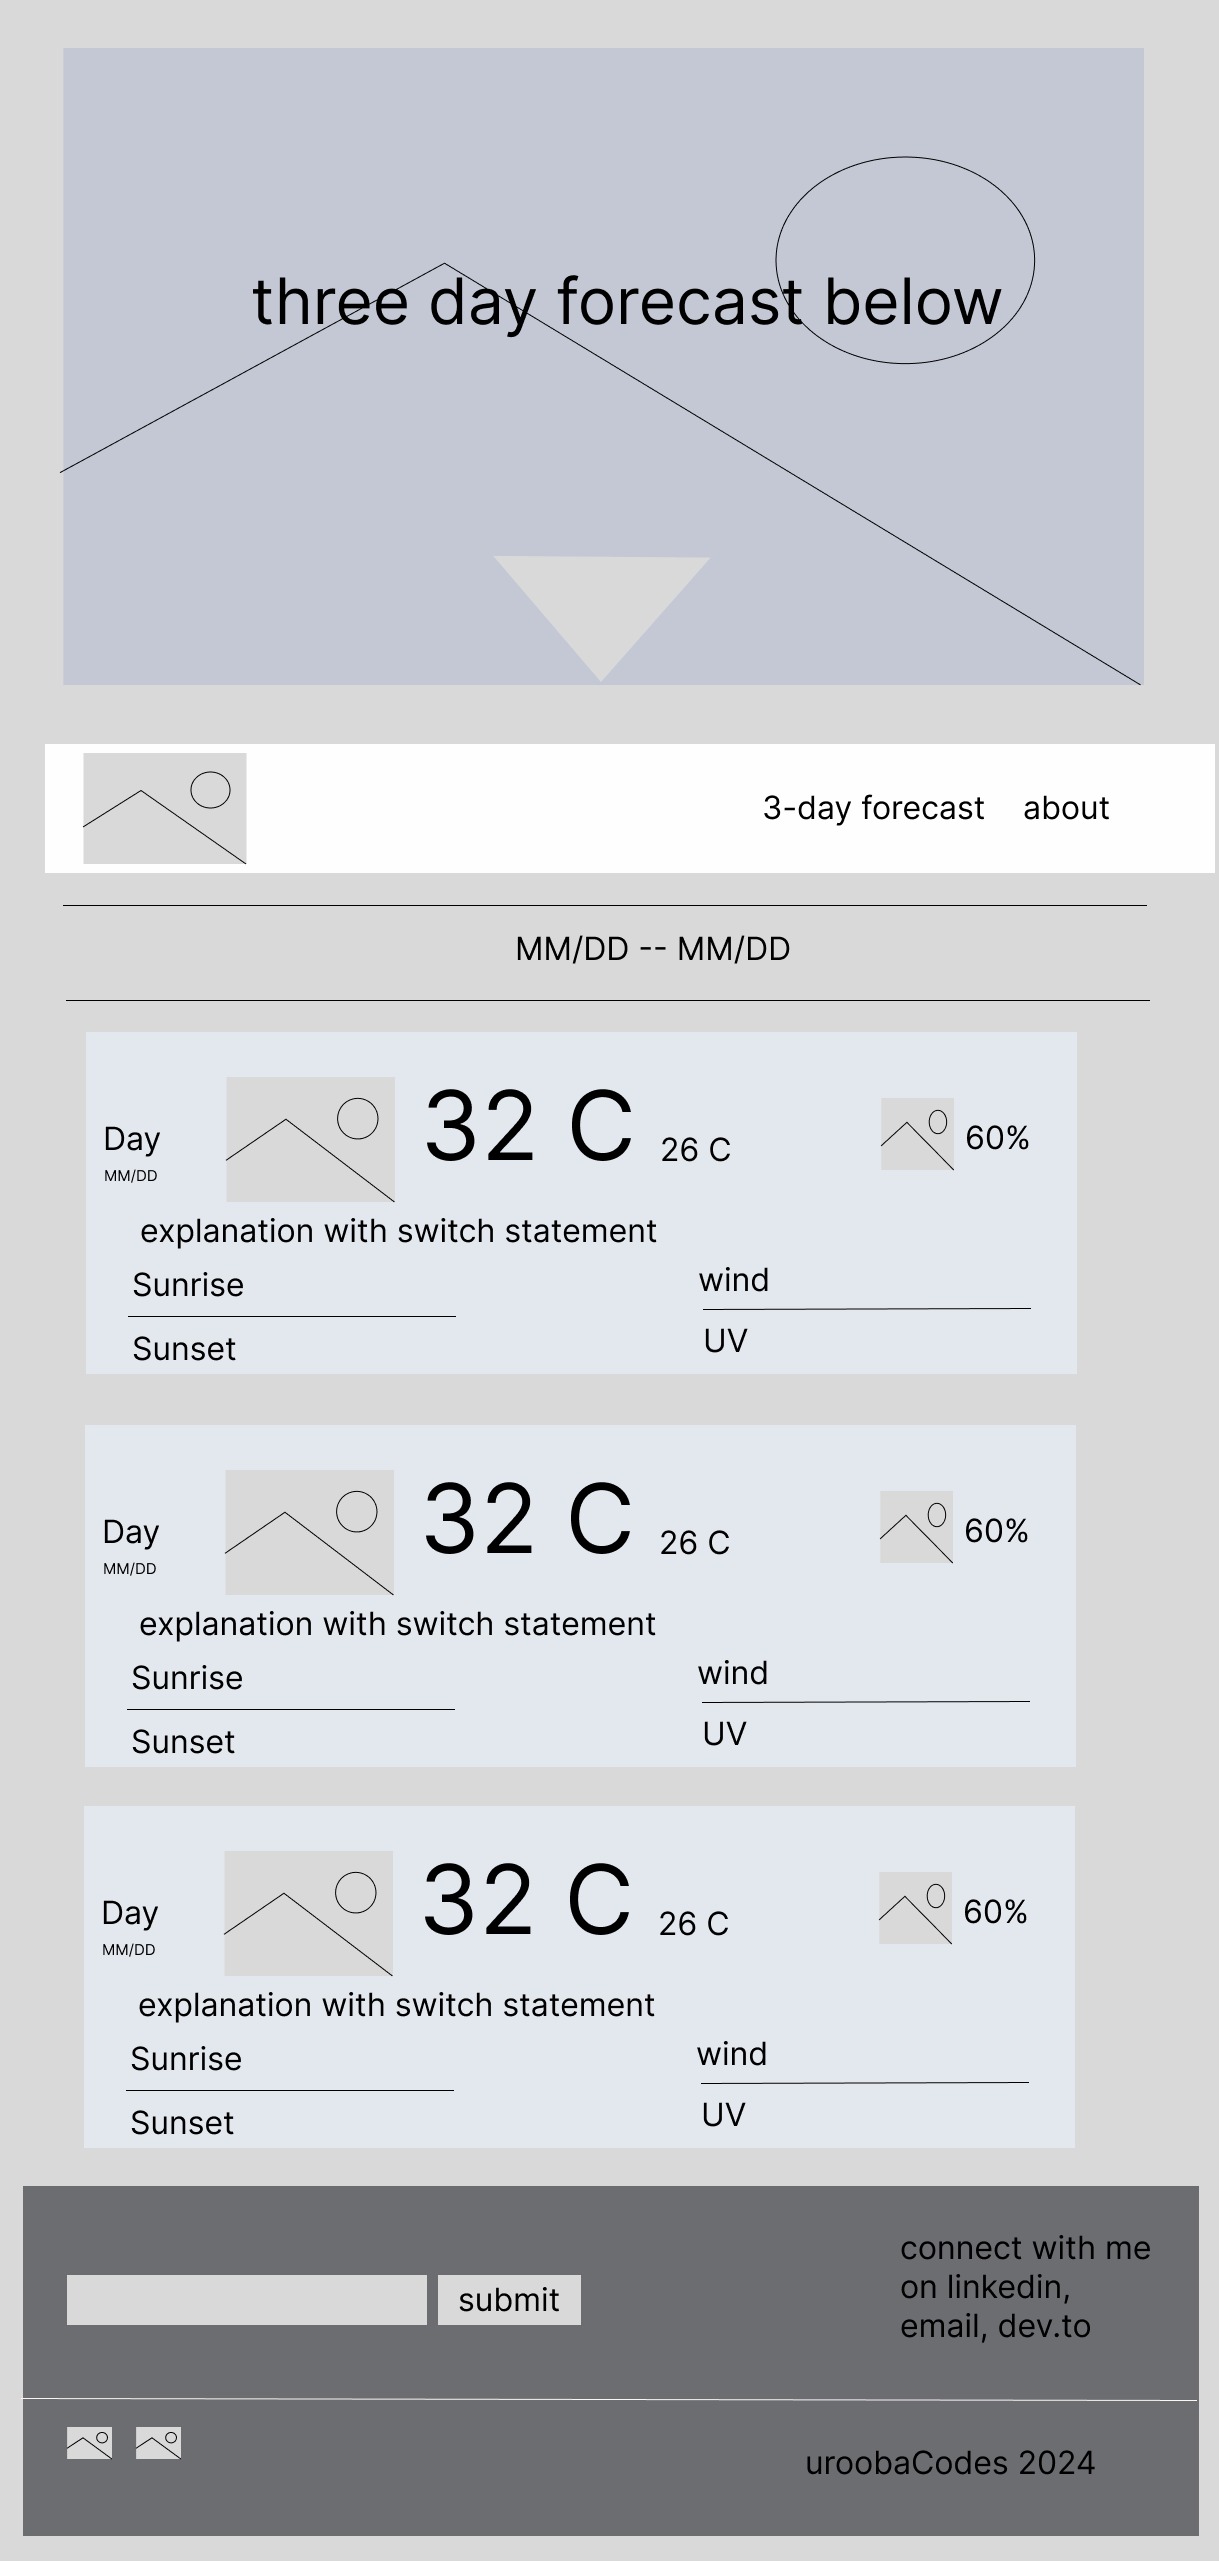 three day forecast below
3-day forecast about
MM/DD -- MM/DD
Day
MM/DD
32 C
26 C
60%
explanation with switch statement
Sunrise
wind
Sunset
UV
Day
MM/DD
32 C
26 C
60%
explanation with switch statement
Sunrise
wind
Sunset
UV
Day
MM/DD
32 C
26 C
60%
explanation with switch statement
Sunrise
wind
Sunset
UV
submit
connect with me
on linkedin,
email, dev.to
uroobaCodes 2024